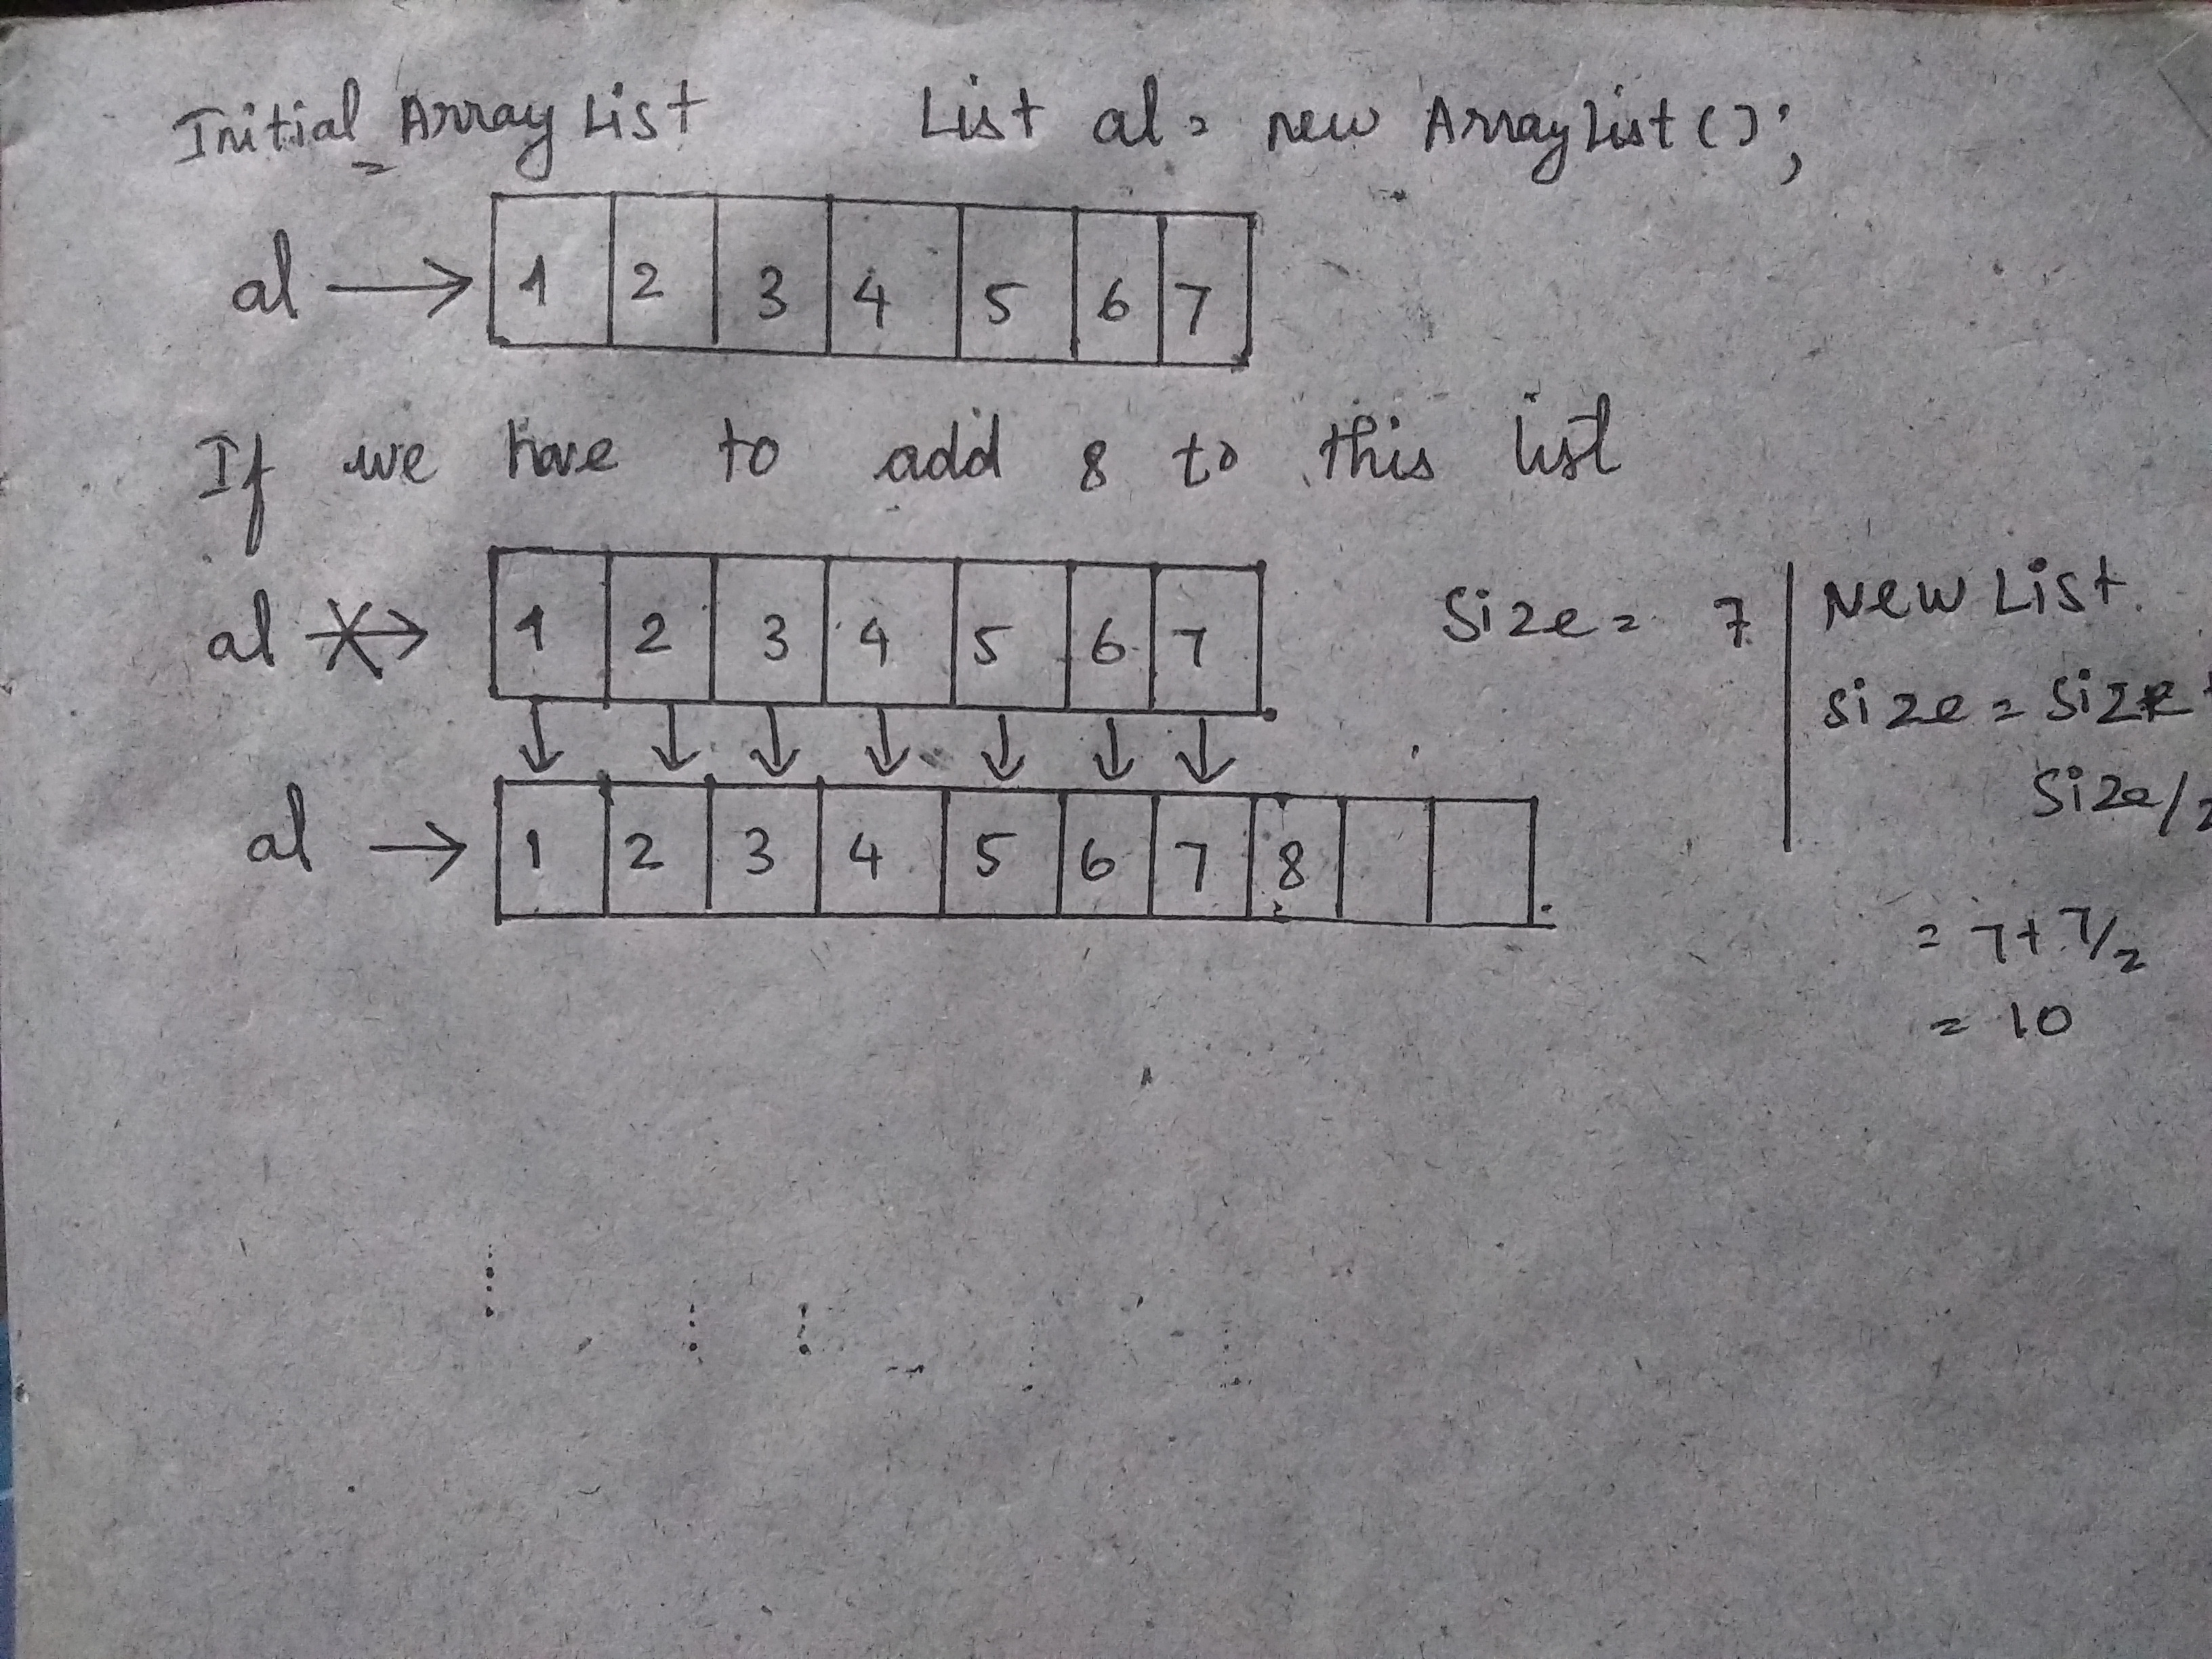 Initial Array List List al = new ArrayList();
al → 1 2 3 4 5 6 7
If we have to add 8 to this list
al 1 2 3 4 5 6 7 Size = 7 New List.
size = size +
size/2
al → 1 2 3 4 5 6 7 8
= 7+7/2
= 10